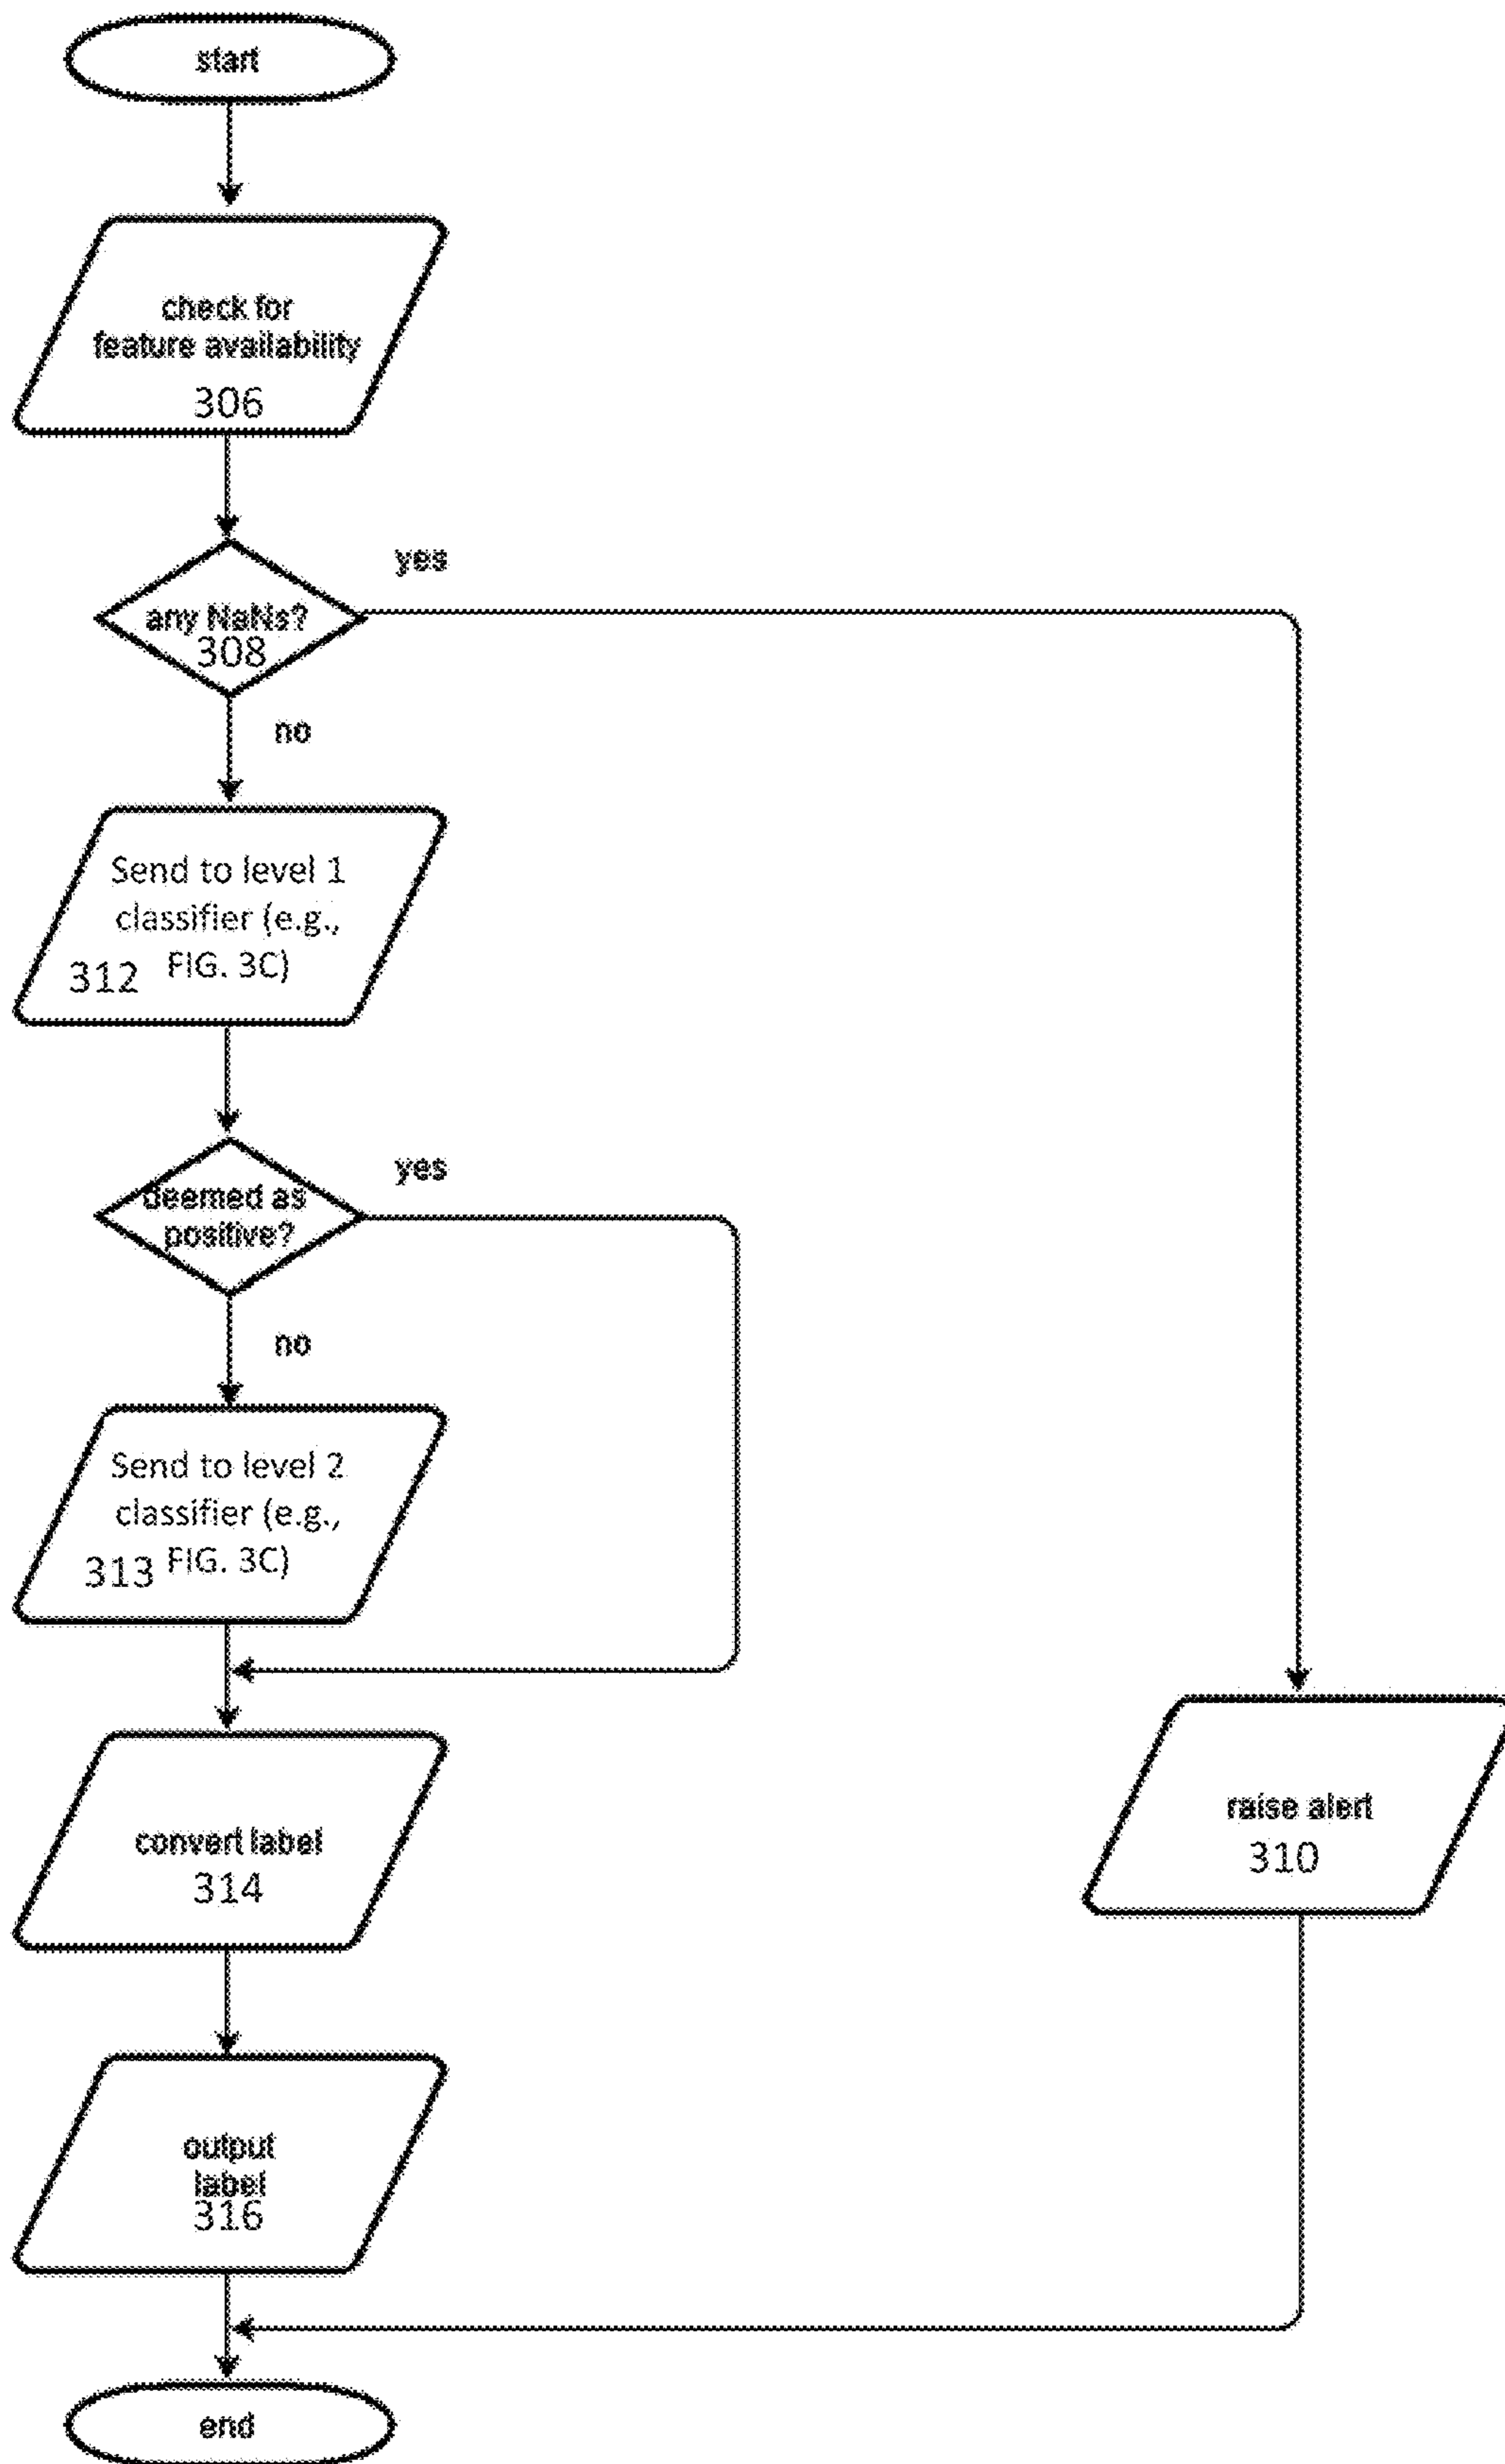 start
check for
feature availability
306
yes
any NaNs?
308
no
Send to level 1
classifier (e.g.,
312 FIG. 3C)
yes
deemed as
positive?
no
Send to level 2
classifier (e.g.,
313 FIG. 3C)
convert label
314
raise alert
310
output
label
316
end